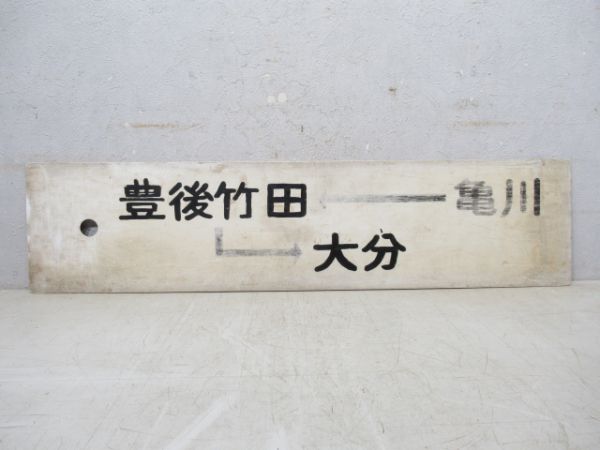 豊後竹田 ← 亀川
→ 大分